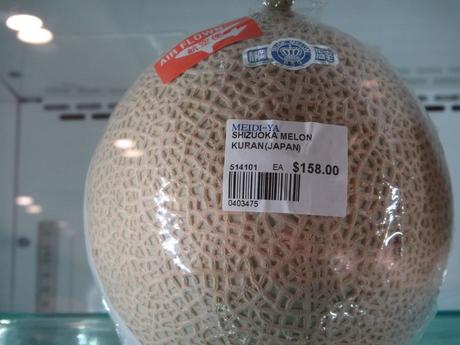 AIR FLOWN
MEIDI-YA
SHIZUOKA MELON
KURAN(JAPAN)
514101 EA $158.00
0403475